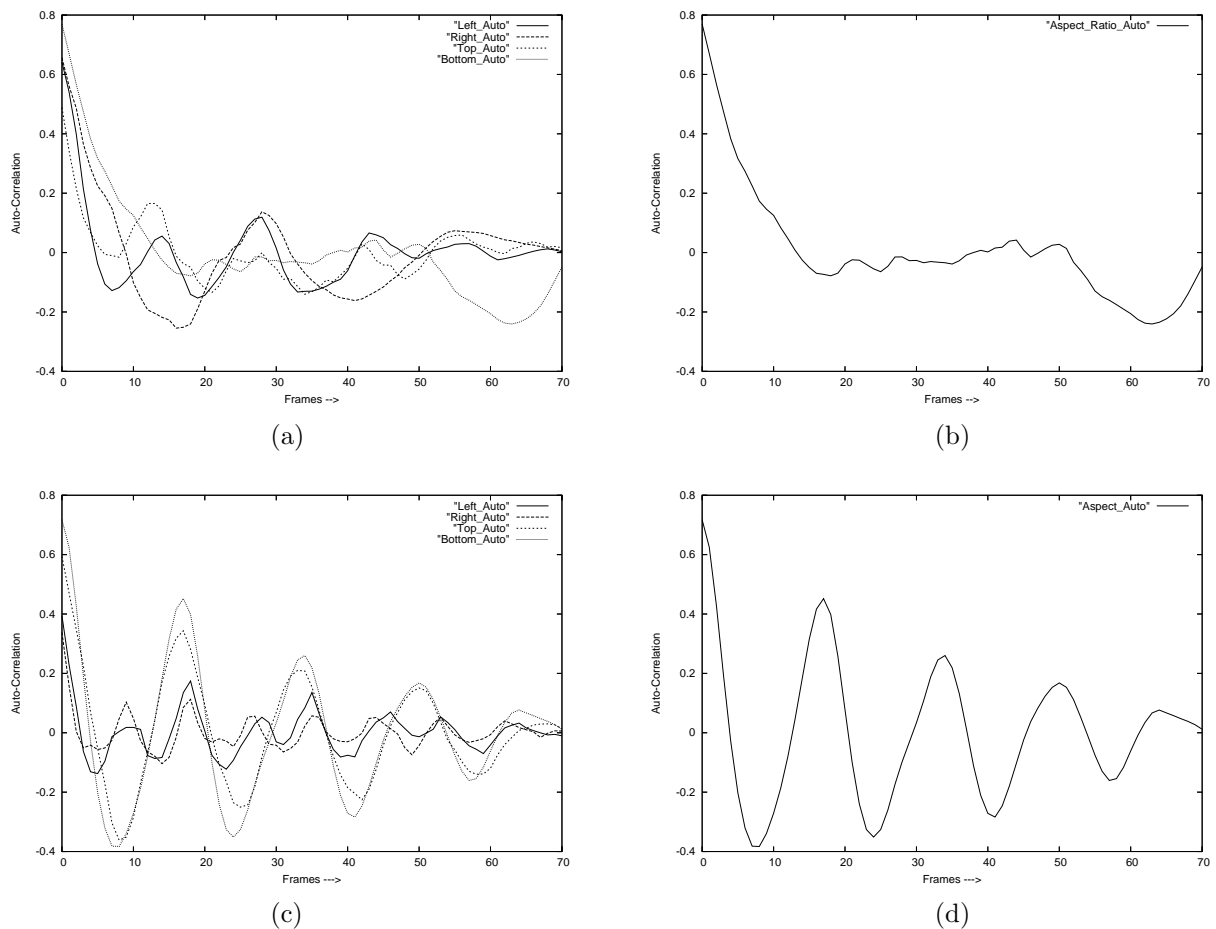 0.8
0.6
0.4
0.2
0
-0.2
-0.4
0 10 20 30 40 50 60 70
Auto-Correlation
Frames -->
"Left_Auto"
"Right_Auto"
"Top_Auto"
"Bottom_Auto"
(a)
0.8
0.6
0.4
0.2
0
-0.2
-0.4
0 10 20 30 40 50 60 70
Auto-Correlation
Frames -->
"Aspect_Ratio_Auto"
(b)
0.8
0.6
0.4
0.2
0
-0.2
-0.4
0 10 20 30 40 50 60 70
Auto-Correlation
Frames --->
"Left_Auto"
"Right_Auto"
"Top_Auto"
"Bottom_Auto"
(c)
0.8
0.6
0.4
0.2
0
-0.2
-0.4
0 10 20 30 40 50 60 70
Auto-Correlation
Frames --->
"Aspect_Auto"
(d)